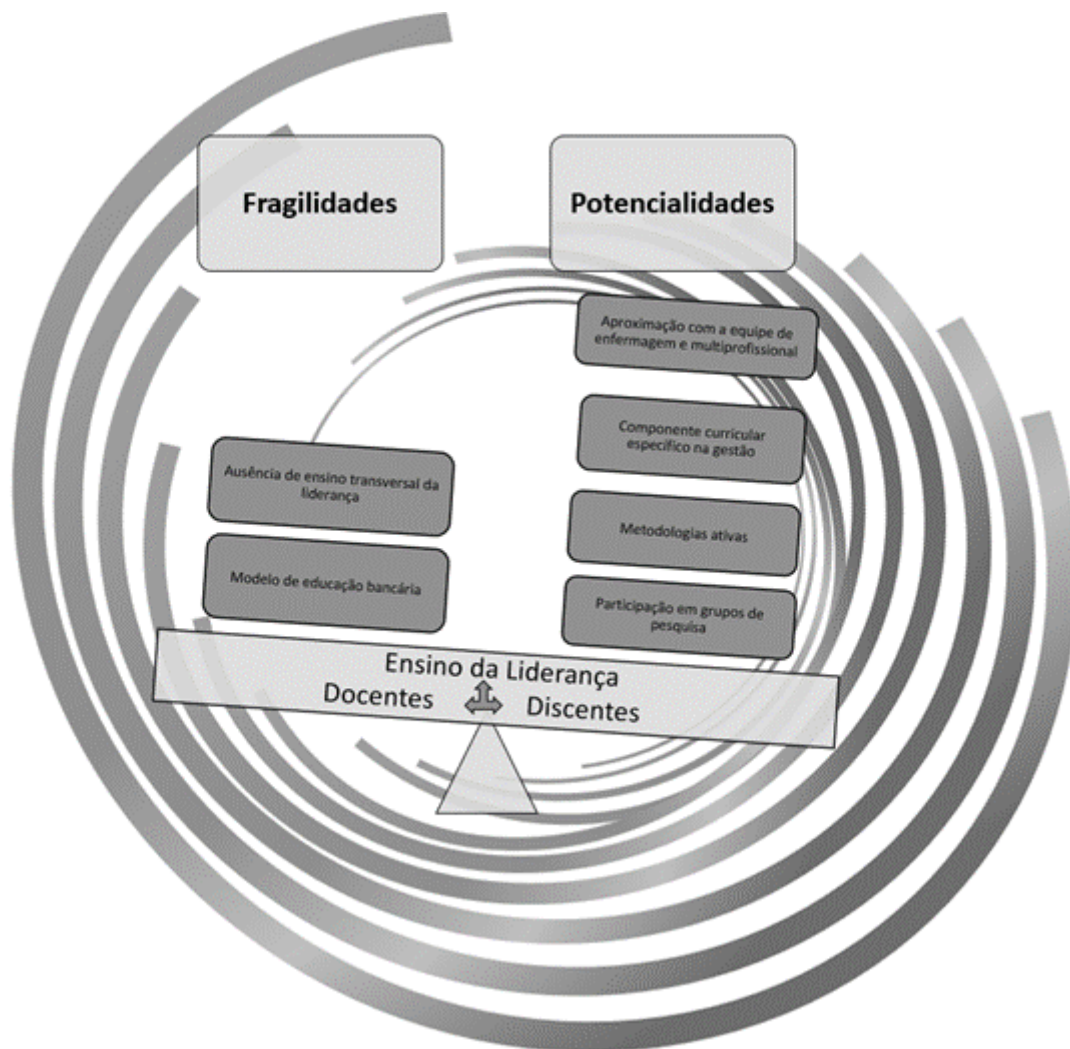 Fragilidades
Potencialidades
Aproximação com a equipe de
enfermagem e multiprofissional
Componente curricular
específico na gestão
Ausência de ensino transversal da
liderança
Metodologias ativas
Modelo de educação bancária
Participação em grupos de
pesquisa
Ensino da Liderança
Docentes Discentes